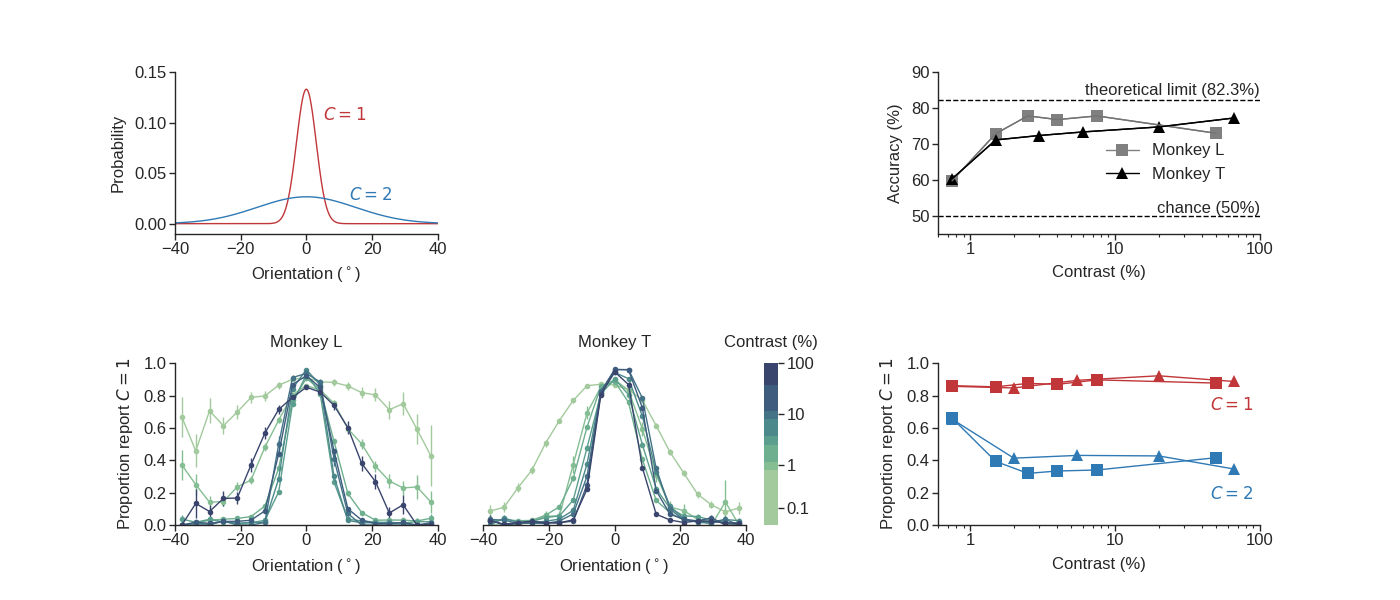 0.15
0.10
0.05
0.00
Probability
C = 1
C = 2
−40 −20 0 20 40
Orientation (°)
90
80
70
60
50
Accuracy (%)
theoretical limit (82.3%)
Monkey L
Monkey T
chance (50%)
1 10 100
Contrast (%)
Monkey L
1.0
0.8
0.6
0.4
0.2
0.0
Proportion report C = 1
−40 −20 0 20 40
Orientation (°)
Monkey T
−40 −20 0 20 40
Orientation (°)
Contrast (%)
100
10
1
0.1
1.0
0.8
0.6
0.4
0.2
0.0
Proportion report C = 1
C = 1
C = 2
1 10 100
Contrast (%)